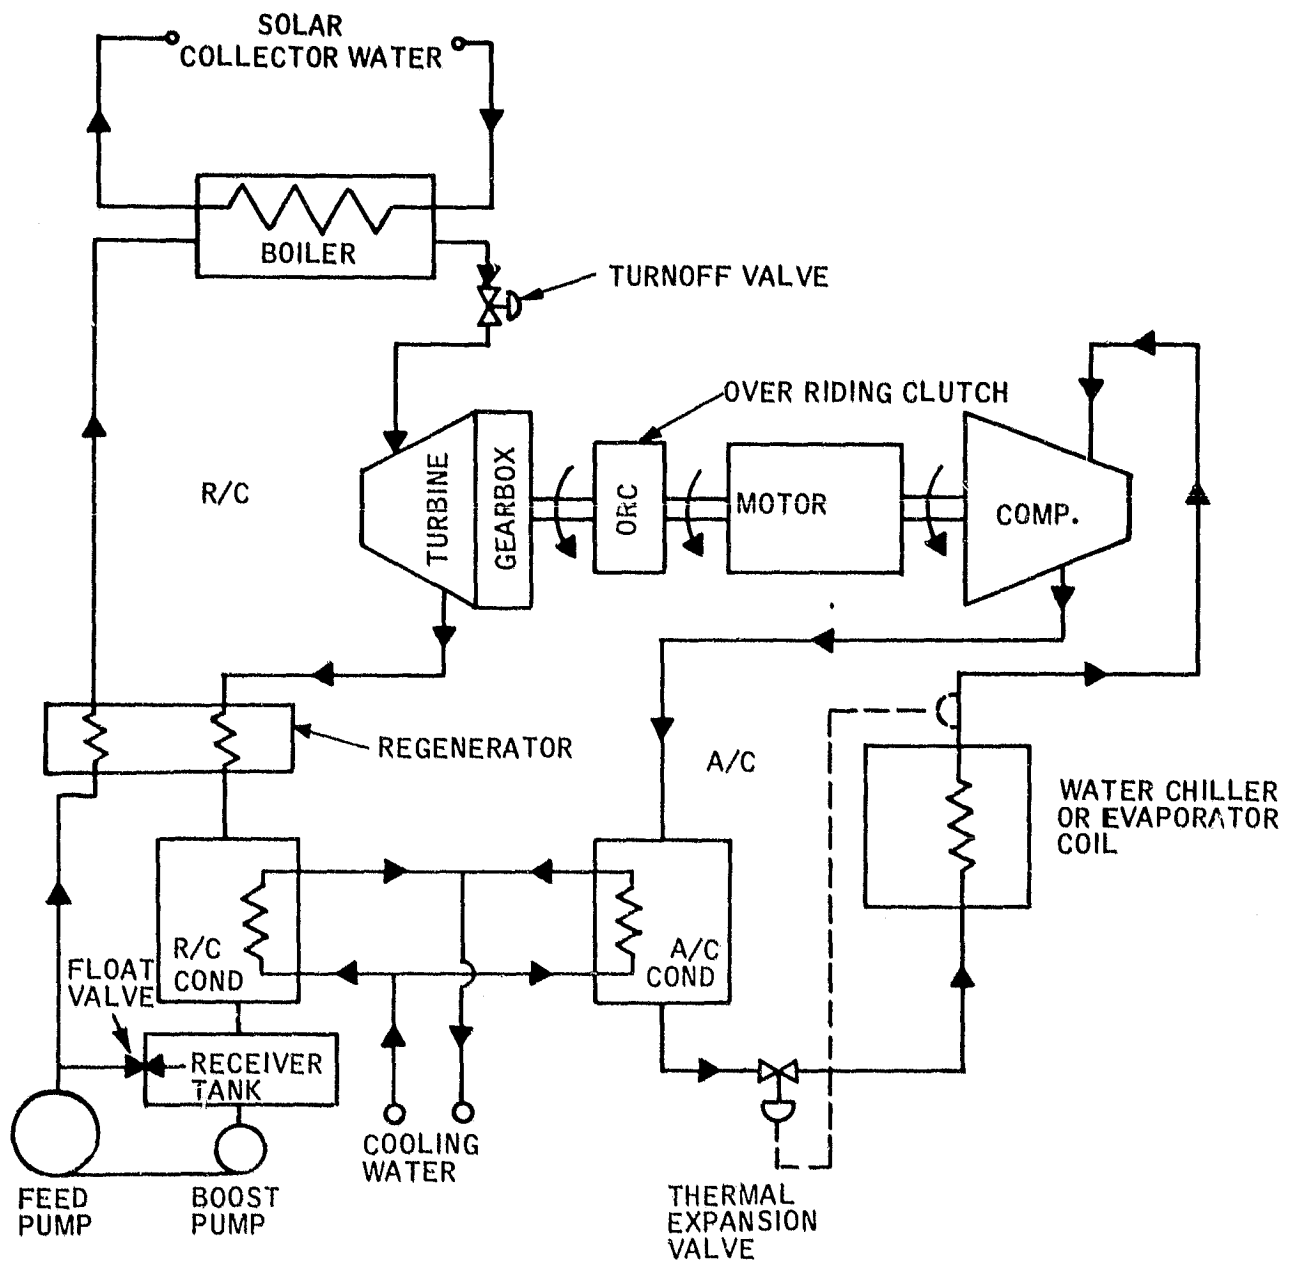 SOLAR
COLLECTOR WATER
BOILER
TURNOFF VALVE
OVER RIDING CLUTCH
R/C
TURBINE
GEARBOX
ORC
MOTOR
COMP.
REGENERATOR
A/C
WATER CHILLER
OR EVAPORATOR
COIL
R/C
COND
A/C
COND
FLOAT
VALVE
RECEIVER
TANK
COOLING
WATER
FEED
PUMP
BOOST
PUMP
THERMAL
EXPANSION
VALVE